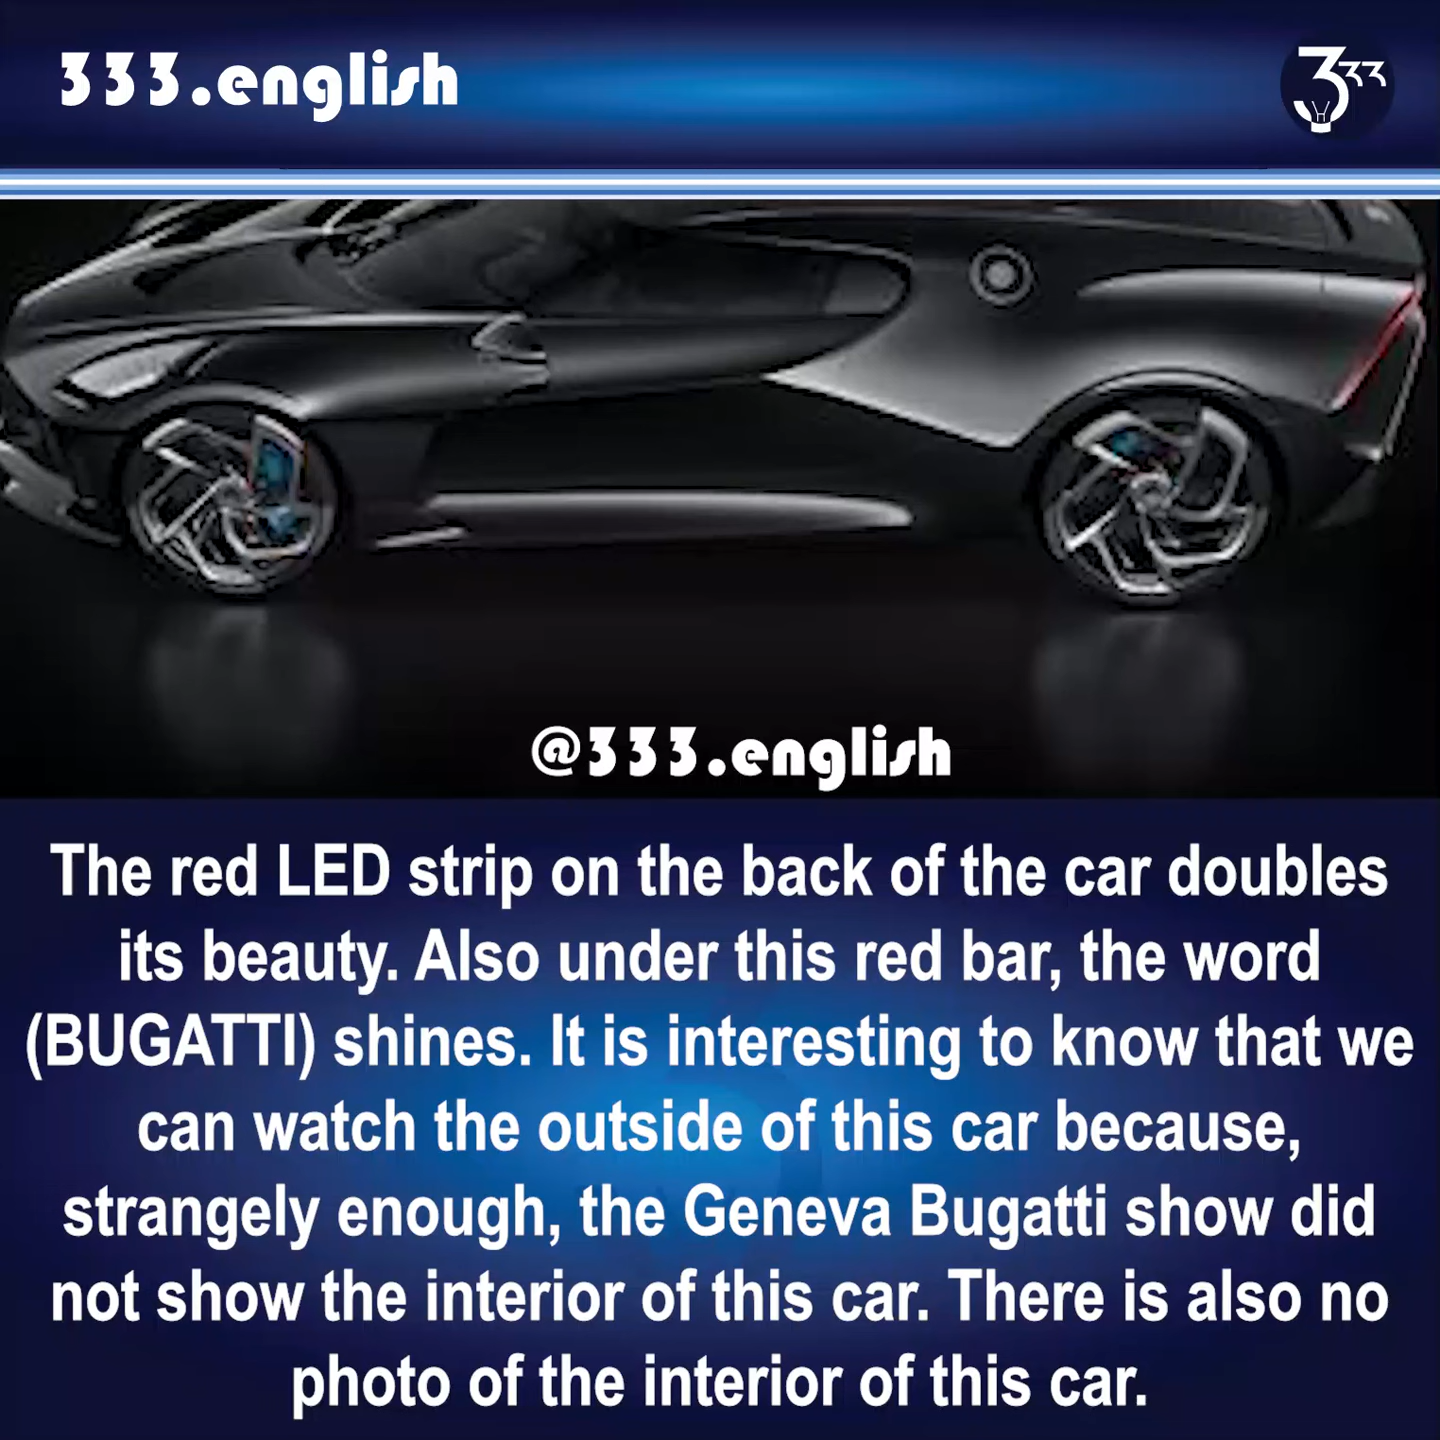 333.english
333
@333.english
The red LED strip on the back of the car doubles
its beauty. Also under this red bar, the word
(BUGATTI) shines. It is interesting to know that we
can watch the outside of this car because,
strangely enough, the Geneva Bugatti show did
not show the interior of this car. There is also no
photo of the interior of this car.